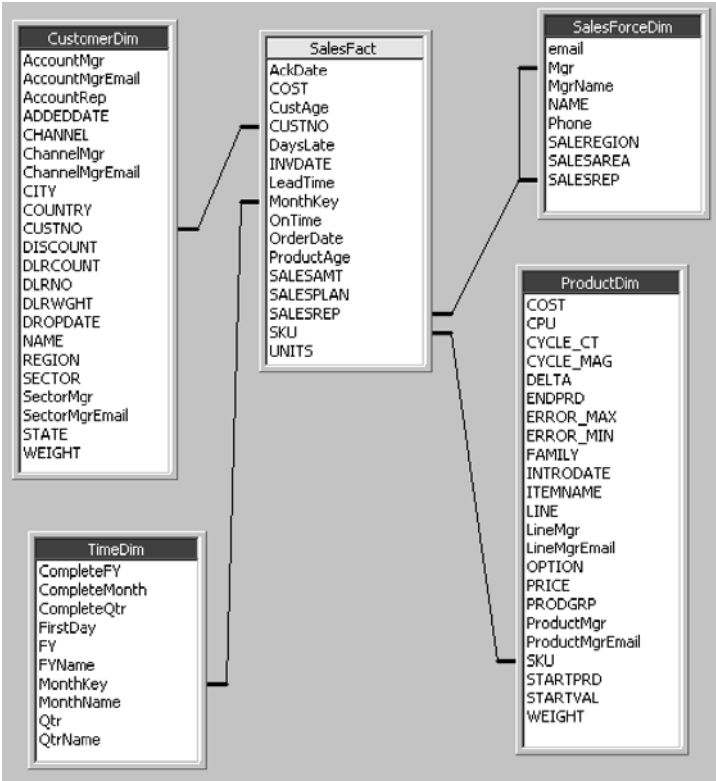 CustomerDim
AccountMgr
AccountMgrEmail
AccountRep
ADDEDDATE
CHANNEL
ChannelMgr
ChannelMgrEmail
CITY
COUNTRY
CUSTNO
DISCOUNT
DLRCOUNT
DLRNO
DLRWGHT
DROPDATE
NAME
REGION
SECTOR
SectorMgr
SectorMgrEmail
STATE
WEIGHT
SalesFact
AckDate
COST
CustAge
CUSTNO
DaysLate
INVDATE
LeadTime
MonthKey
OnTime
OrderDate
ProductAge
SALESAMT
SALESPLAN
SALESREP
SKU
UNITS
SalesForceDim
email
Mgr
MgrName
NAME
Phone
SALEREGION
SALESAREA
SALESREP
TimeDim
CompleteFY
CompleteMonth
CompleteQtr
FirstDay
FY
FYName
MonthKey
MonthName
Qtr
QtrName
ProductDim
COST
CPU
CYCLE_CT
CYCLE_MAG
DELTA
ENDPRD
ERROR_MAX
ERROR_MIN
FAMILY
INTRODATE
ITEMNAME
LINE
LineMgr
LineMgrEmail
OPTION
PRICE
PRODGRP
ProductMgr
ProductMgrEmail
SKU
STARTPRD
STARTVAL
WEIGHT